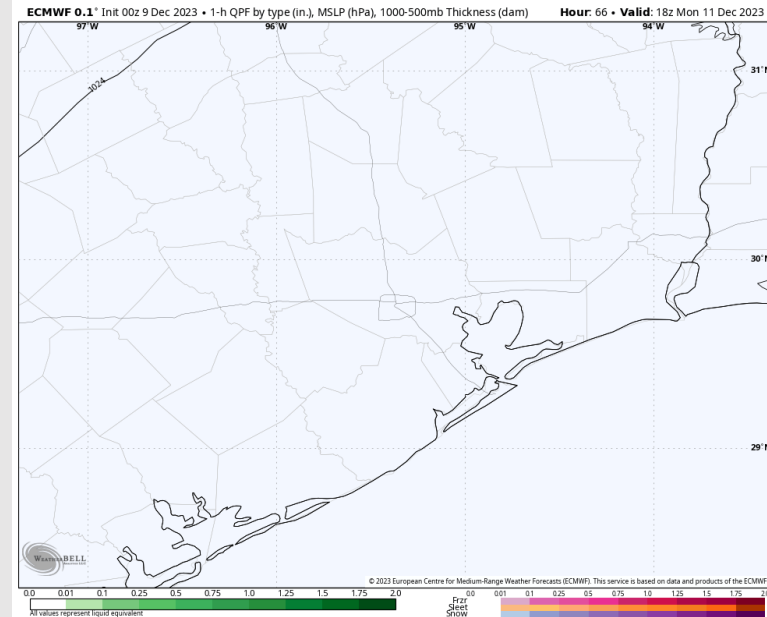 ECMWF 0.1° Init 00z 9 Dec 2023 • 1-h QPF by type (in.), MSLP (hPa), 1000-500mb Thickness (dam) Hour: 66 • Valid: 18z Mon 11 Dec 2023
97°W 96°W 95°W 94°W
31°N
1024
30°N
29°N
WEATHERBELL
© 2023 European Centre for Medium-Range Weather Forecasts (ECMWF). This service is based on data and products of the ECMWF
0.0 0.01 0.1 0.25 0.5 0.75 1.0 1.25 1.5 1.75 2.0 0.0 0.01 0.1 0.25 0.5 0.75 1.0 1.25 1.5 1.75 2.0
Frzr
Sleet
Snow
All values represent liquid equivalent